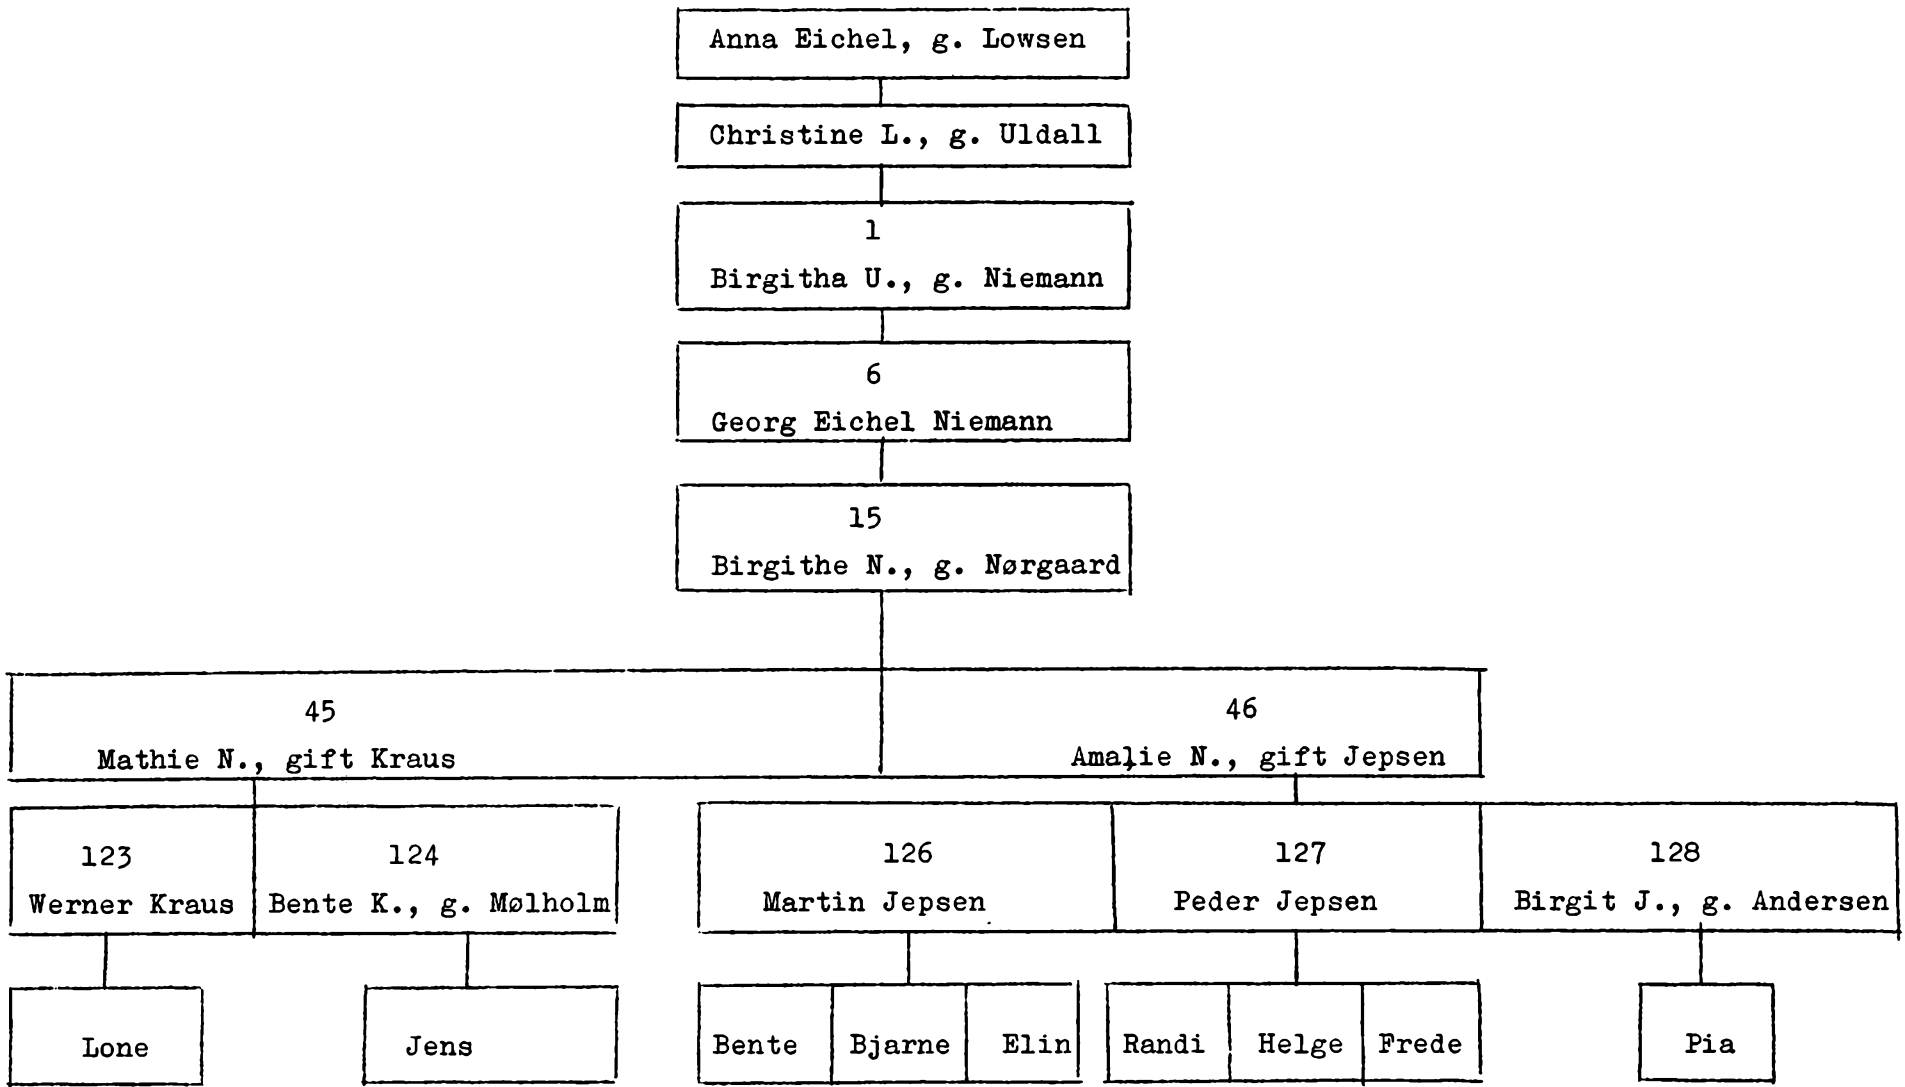 Anna Eichel, g. Lowsen
Christine L., g. Uldall
1
Birgitha U., g. Niemann
6
Georg Eichel Niemann
15
Birgithe N., g. Nørgaard
45
Mathie N., gift Kraus
46
Amalie N., gift Jepsen
123
Werner Kraus
124
Bente K., g. Mølholm
126
Martin Jepsen
127
Peder Jepsen
128
Birgit J., g. Andersen
Lone
Jens
Bente
Bjarne
Elin
Randi
Helge
Frede
Pia